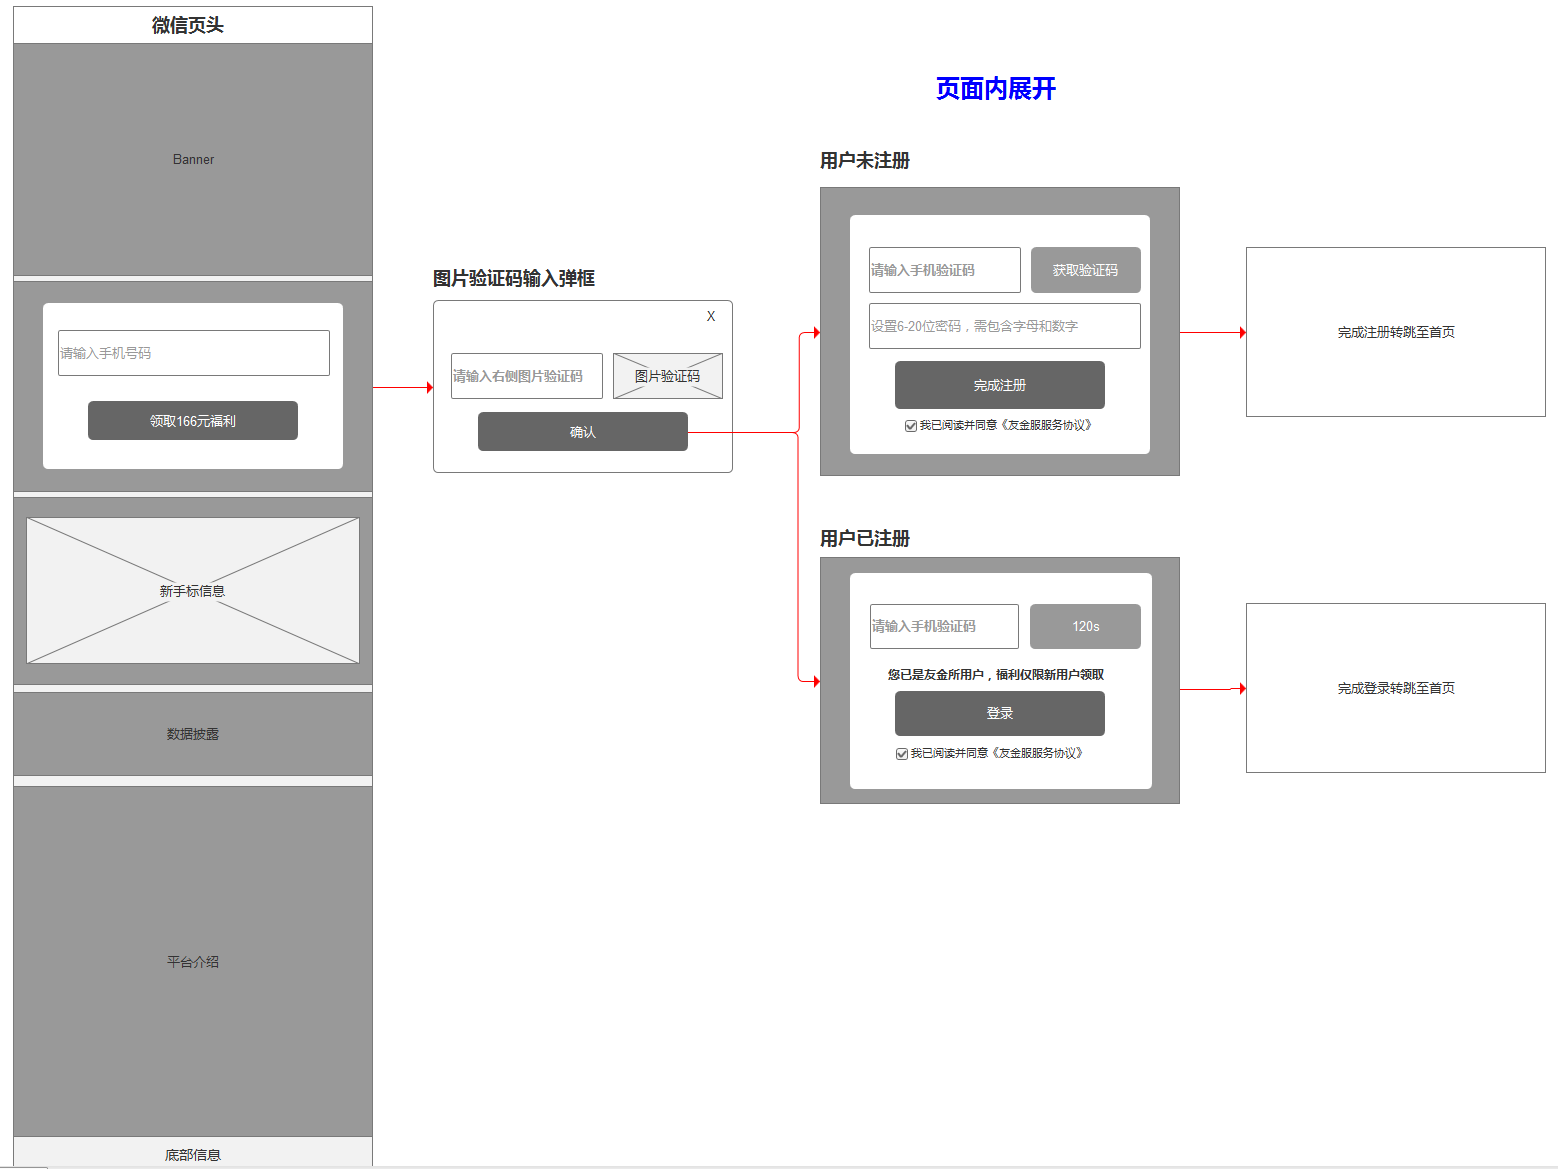 微信页头
Banner
请输入手机号码
领取166元福利
新手标信息
数据披露
平台介绍
底部信息
图片验证码输入弹框
X
请输入右侧图片验证码
图片验证码
确认
页面内展开
用户未注册
请输入手机验证码
获取验证码
设置6-20位密码，需包含字母和数字
完成注册
我已阅读并同意《友金服服务协议》
完成注册转跳至首页
用户已注册
请输入手机验证码
120s
您已是友金所用户，福利仅限新用户领取
登录
我已阅读并同意《友金服服务协议》
完成登录转跳至首页